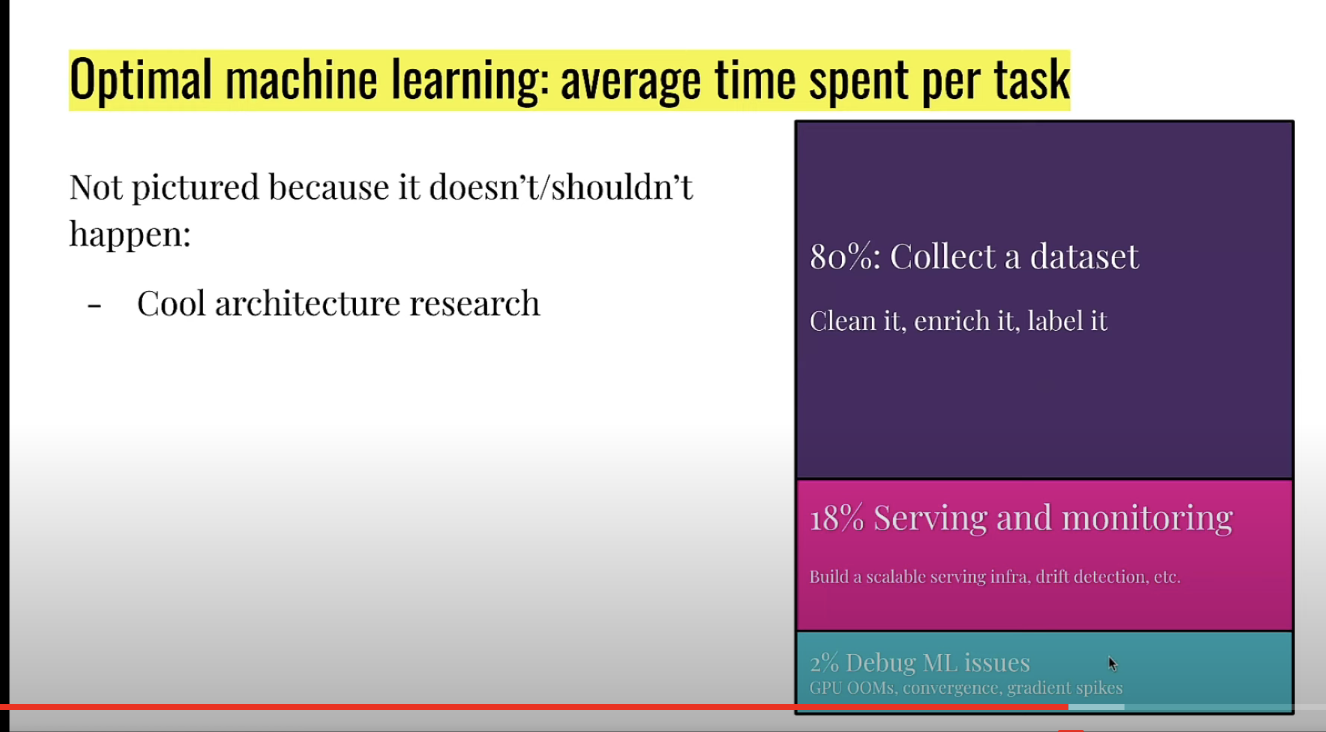 Optimal machine learning: average time spent per task
Not pictured because it doesn’t/shouldn’t
happen:
- Cool architecture research
80%: Collect a dataset
Clean it, enrich it, label it
18% Serving and monitoring
Build a scalable serving infra, drift detection, etc.
2% Debug ML issues
GPU OOMs, convergence, gradient spikes